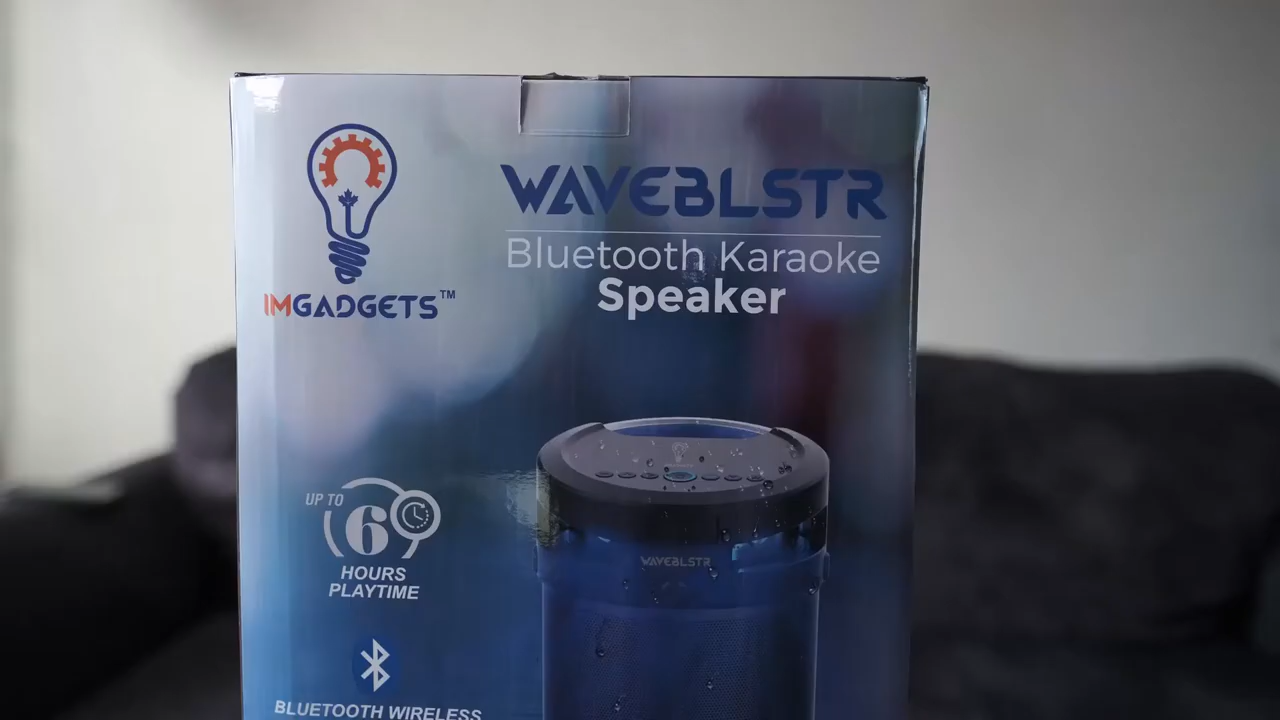 WAVEBLSTR
Bluetooth Karaoke
Speaker
IMGADGETS™
UP TO
6
HOURS
PLAYTIME
BLUETOOTH WIRELESS
WAVEBLSTR